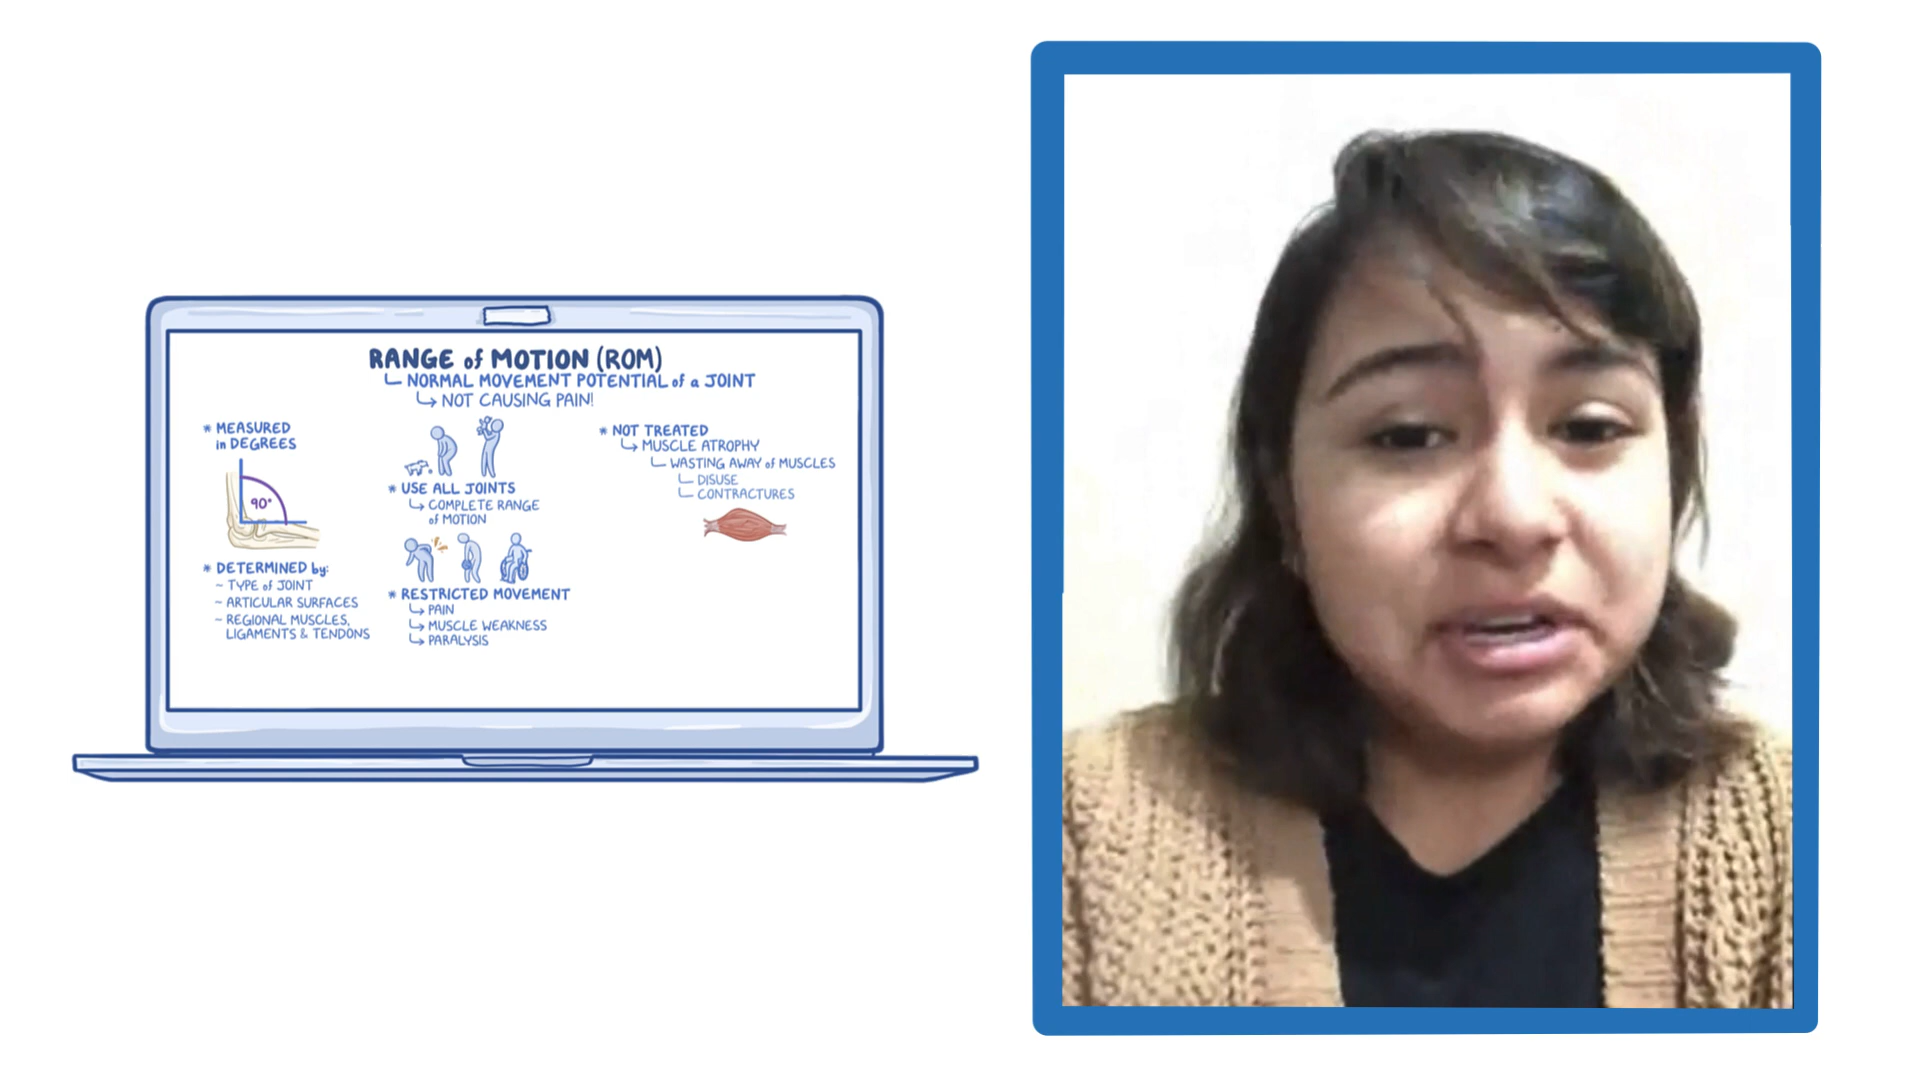 RANGE of MOTION (ROM)
NORMAL MOVEMENT POTENTIAL of a JOINT
NOT CAUSING PAIN!
* MEASURED
in DEGREES
90°
* DETERMINED by:
~ TYPE of JOINT
~ ARTICULAR SURFACES
~ REGIONAL MUSCLES,
LIGAMENTS & TENDONS
* USE ALL JOINTS
COMPLETE RANGE
of MOTION
* RESTRICTED MOVEMENT
PAIN
MUSCLE WEAKNESS
PARALYSIS
* NOT TREATED
MUSCLE ATROPHY
WASTING AWAY of MUSCLES
DISUSE
CONTRACTURES